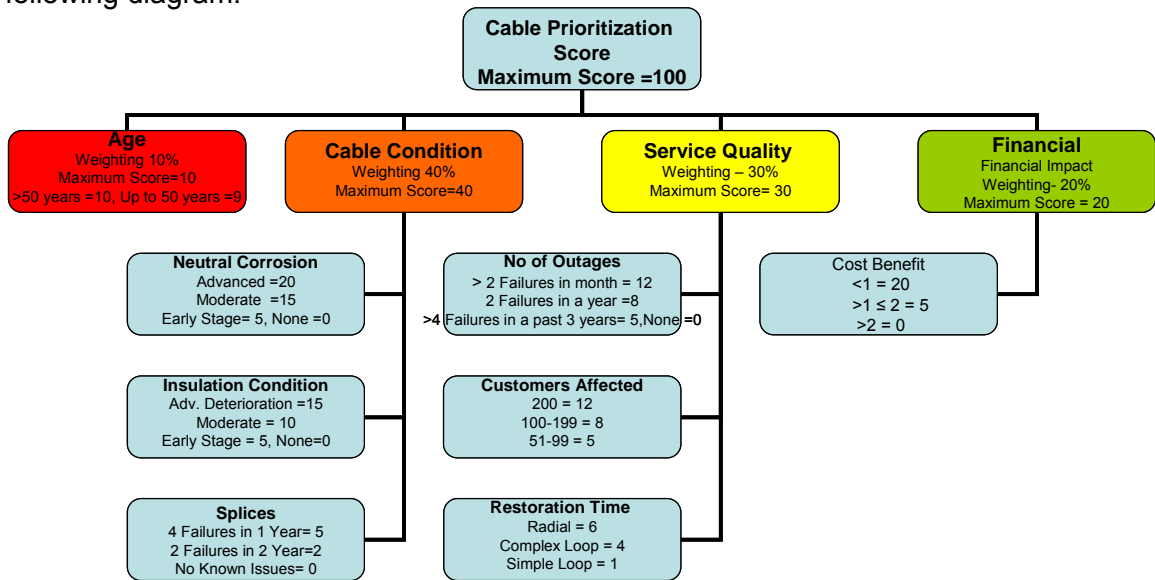 following diagram.
Cable Prioritization
Score
Maximum Score =100
Age
Weighting 10%
Maximum Score=10
>50 years =10, Up to 50 years =9
Cable Condition
Weighting 40%
Maximum Score=40
Service Quality
Weighting – 30%
Maximum Score= 30
Financial
Financial Impact
Weighting- 20%
Maximum Score = 20
Neutral Corrosion
Advanced =20
Moderate =15
Early Stage= 5, None =0
No of Outages
> 2 Failures in month = 12
2 Failures in a year =8
>4 Failures in a past 3 years= 5,None =0
Cost Benefit
<1 = 20
>1 ≤ 2 = 5
>2 = 0
Insulation Condition
Adv. Deterioration =15
Moderate = 10
Early Stage = 5, None=0
Customers Affected
200 = 12
100-199 = 8
51-99 = 5
Splices
4 Failures in 1 Year= 5
2 Failures in 2 Year=2
No Known Issues= 0
Restoration Time
Radial = 6
Complex Loop = 4
Simple Loop = 1